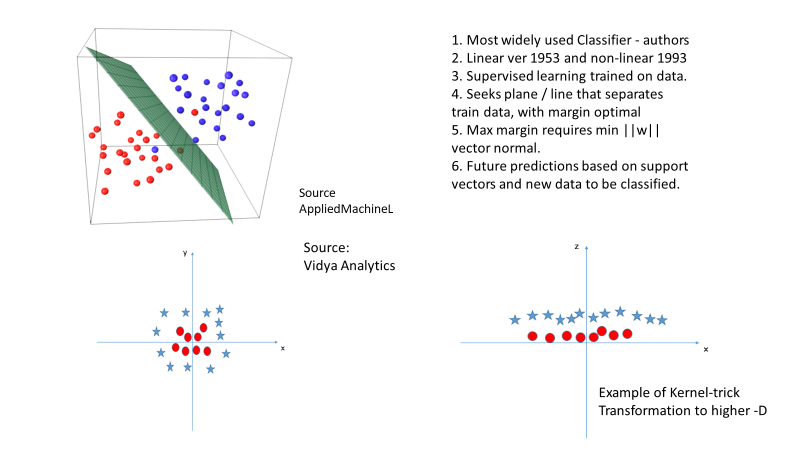 1. Most widely used Classifier - authors
2. Linear ver 1953 and non-linear 1993
3. Supervised learning trained on data.
4. Seeks plane / line that separates
train data, with margin optimal
5. Max margin requires min ||w||
vector normal.
6. Future predictions based on support
vectors and new data to be classified.
Source
AppliedMachineL
Source:
Vidya Analytics
y
x
z
x
Example of Kernel-trick
Transformation to higher -D